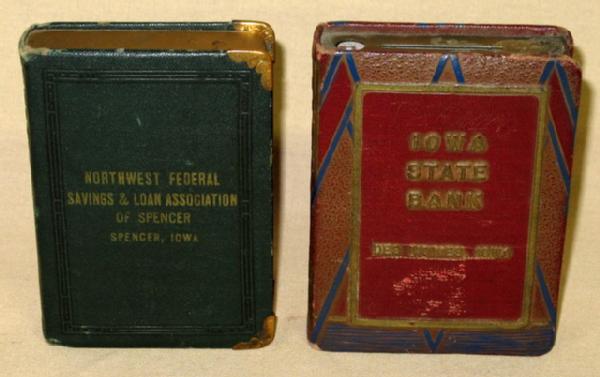 NORTHWEST FEDERAL
SAVINGS & LOAN ASSOCIATION
OF SPENCER
SPENCER, IOWA
IOWA
STATE
BANK
DES MOINES, IOWA